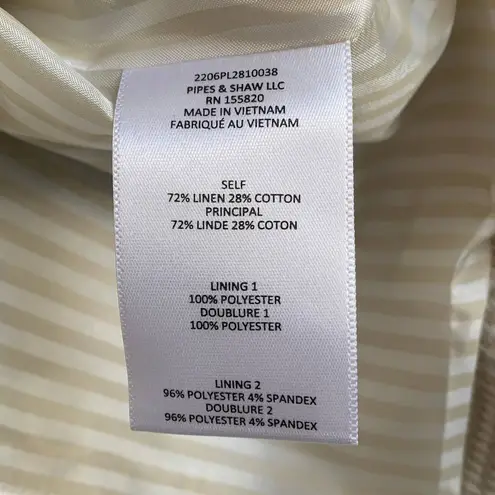 2206PL2810038
PIPES & SHAW LLC
RN 155820
MADE IN VIETNAM
FABRIQUÉ AU VIETNAM
SELF
72% LINEN 28% COTTON
PRINCIPAL
72% LINDE 28% COTON
LINING 1
100% POLYESTER
DOUBLURE 1
100% POLYESTER
LINING 2
96% POLYESTER 4% SPANDEX
DOUBLURE 2
96% POLYESTER 4% SPANDEX